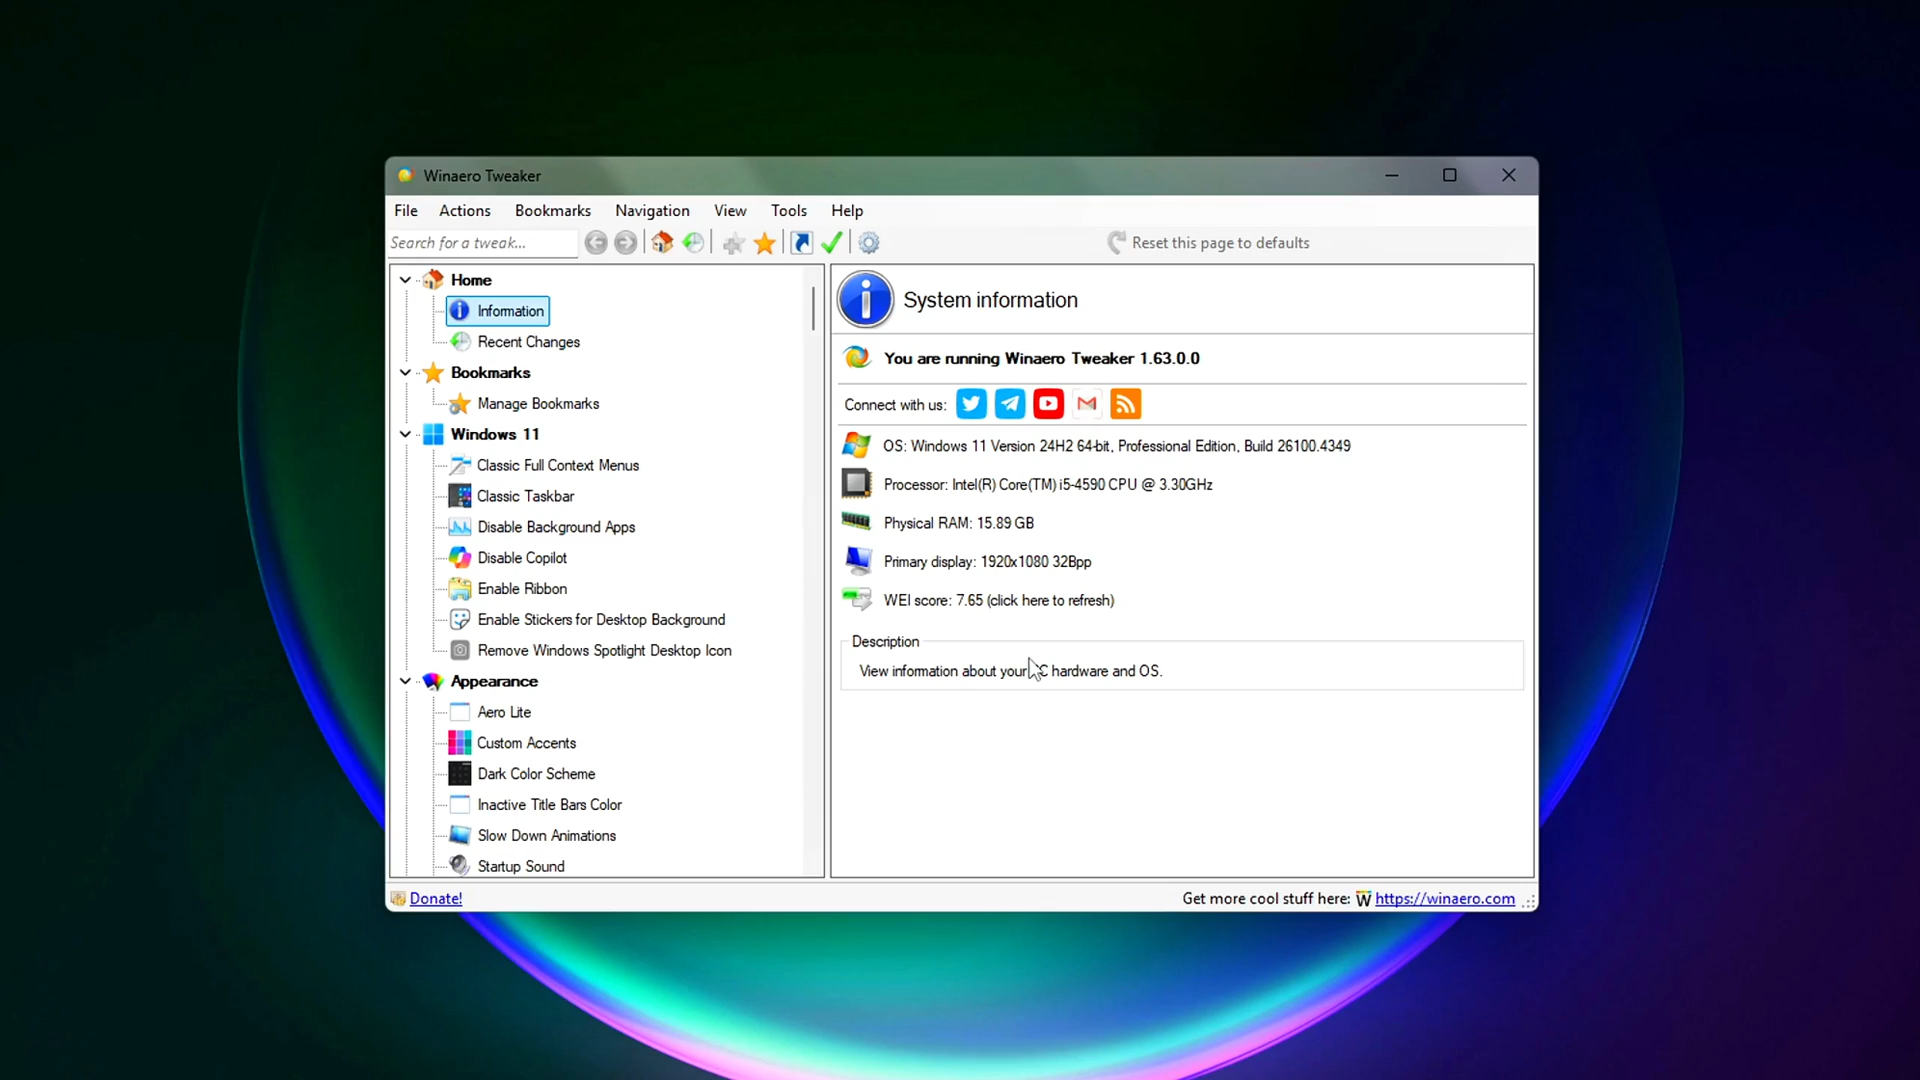 Winaero Tweaker
File Actions Bookmarks Navigation View Tools Help
Search for a tweak...
Reset this page to defaults
Home
Information
Recent Changes
Bookmarks
Manage Bookmarks
Windows 11
Classic Full Context Menus
Classic Taskbar
Disable Background Apps
Disable Copilot
Enable Ribbon
Enable Stickers for Desktop Background
Remove Windows Spotlight Desktop Icon
Appearance
Aero Lite
Custom Accents
Dark Color Scheme
Inactive Title Bars Color
Slow Down Animations
Startup Sound
System information
You are running Winaero Tweaker 1.63.0.0
Connect with us:
OS: Windows 11 Version 24H2 64-bit, Professional Edition, Build 26100.4349
Processor: Intel(R) Core(TM) i5-4590 CPU @ 3.30GHz
Physical RAM: 15.89 GB
Primary display: 1920x1080 32Bpp
WEI score: 7.65 (click here to refresh)
Description
View information about your PC hardware and OS.
Donate!
Get more cool stuff here: W https://winaero.com